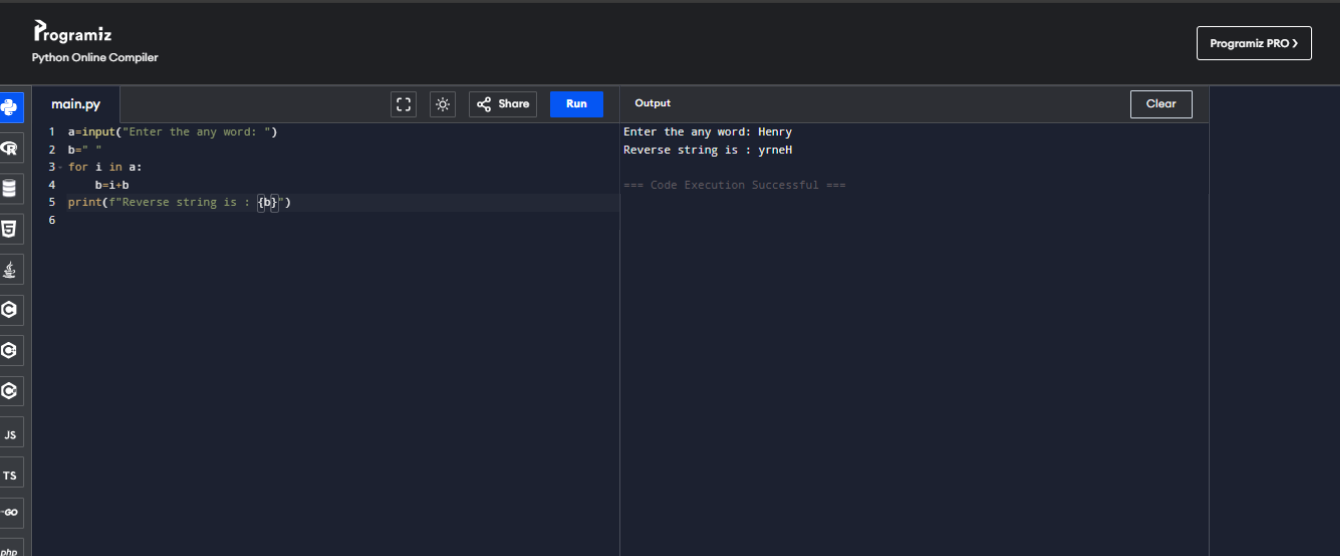 Programiz
Python Online Compiler
Programiz PRO >
main.py
Share
Run
Output
Clear
1 a=input("Enter the any word: ")
2 b=" "
3 for i in a:
4     b=i+b
5 print(f"Reverse string is : {b}")
6
Enter the any word: Henry
Reverse string is : yrneH
=== Code Execution Successful ===
R
5
C
C
C
JS
TS
GO
php